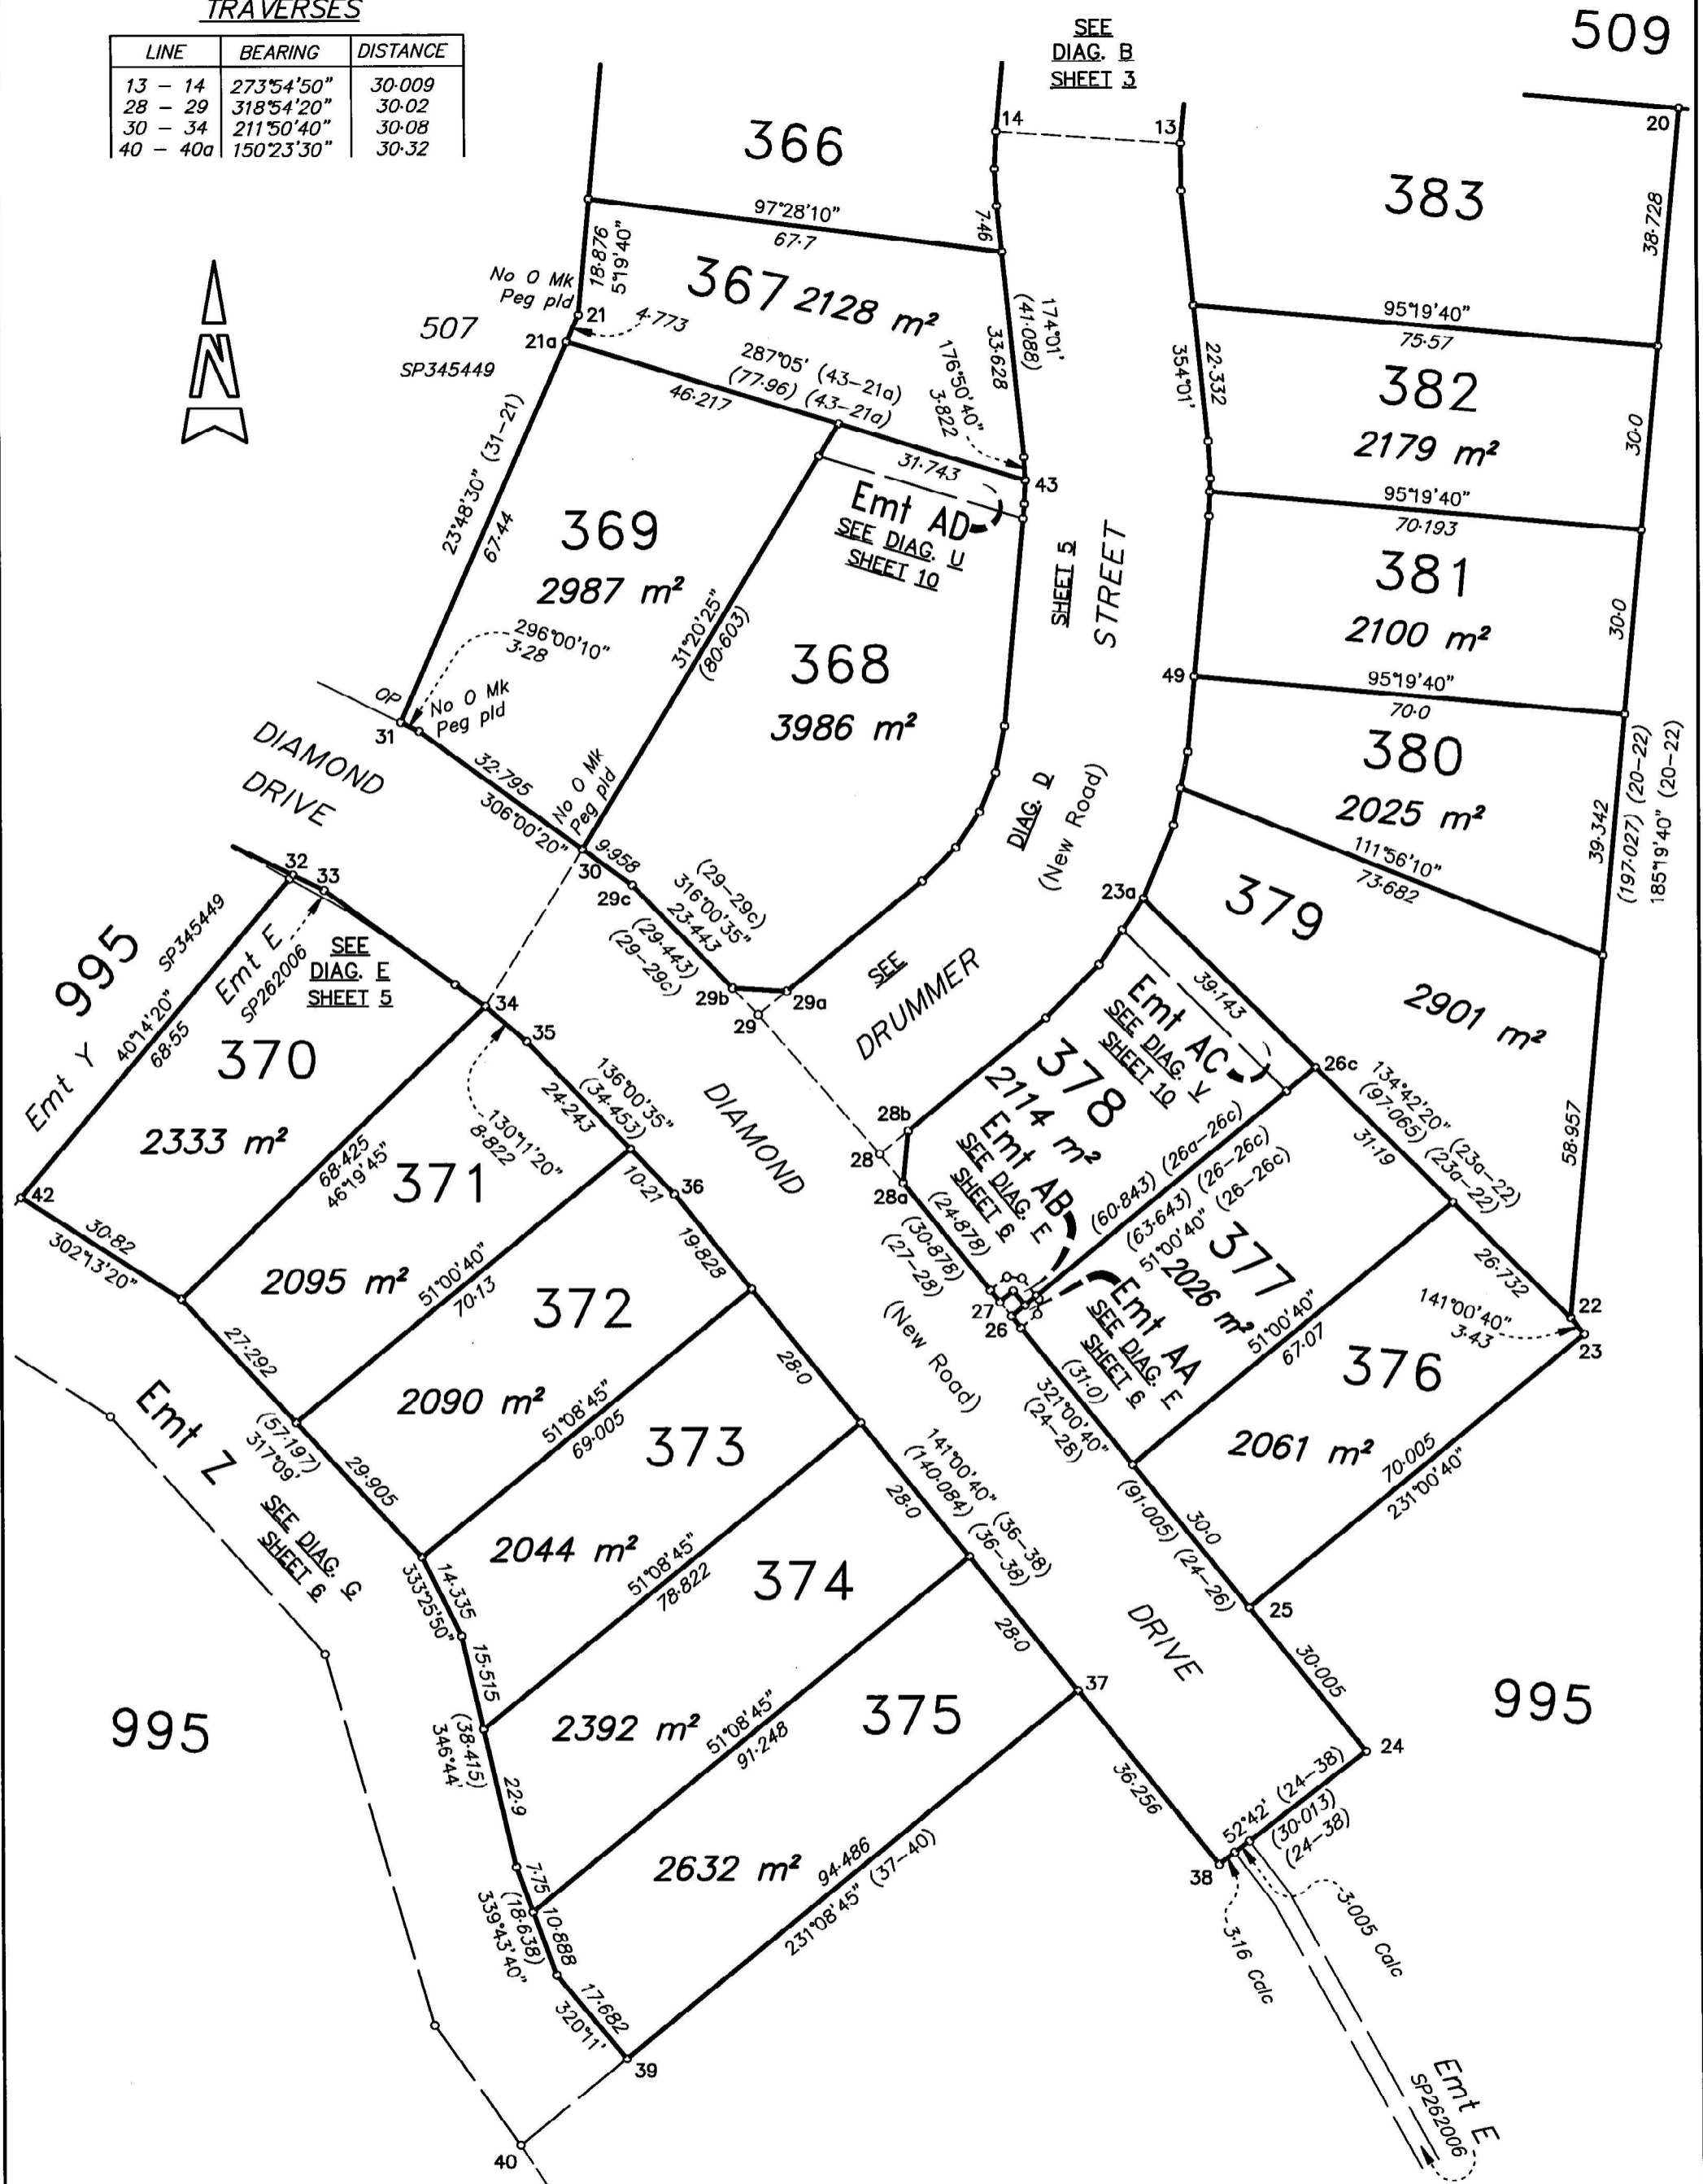 TRAVERSES
LINE BEARING DISTANCE
13 – 14 273°54'50" 30·009
28 – 29 318°54'20" 30·02
30 – 34 211°50'40" 30·08
40 – 40a 150°23'30" 30·32
SEE
DIAG. B
SHEET 3
509
14
13
20
366
383
38·728
97°28'10"
67·7
7·46
18·876
5°19'40"
No O Mk
Peg pld
21
4·773
367 2128 m²
507
SP345449
21a
33·628
174°01'
(41·088)
176°50'40"
3·822
287°05' (43–21a)
(77·96) (43–21a)
46·217
31·743
43
95°19'40"
75·57
354°01'
22·332
382
2179 m²
30·0
95°19'40"
70·193
381
2100 m²
30·0
49
95°19'40"
70·0
380
2025 m²
39·342
(197·027) (20–22)
185°19'40" (20–22)
111°56'10"
73·682
23°48'30" (31–21)
67·44
369
2987 m²
296°00'10"
3·28
Emt AD
SEE DIAG. U
SHEET 10
31°20'25"
(80·603)
368
3986 m²
SHEET 5
STREET
DIAG. D
(New Road)
SEE
DRUMMER
OP
31
No O Mk
Peg pld
DIAMOND
DRIVE
32·795
306°00'20"
No O Mk
Peg pld
30
9·958
29c
(29–29c)
316°00'35"
23·443
(29·443)
(29–29c)
29b
29a
29
23a
379
2901 m²
58·957
39·143
Emt AC
SEE DIAG. V
SHEET 10
26c
134°42'20" (23a–22)
(97·065) (23a–22)
31·19
26·732
378
2114 m²
Emt AB
SEE DIAG. F
SHEET 6
28b
28
28a
(24·878)
(30·878)
(27–28)
(60·843) (26a–26c)
(63·643) (26–26c)
51°00'40" (26–26c)
377
2026 m²
27
26
Emt AA
SEE DIAG. F
SHEET 6
51°00'40"
67·07
141°00'40"
3·43
22
23
376
2061 m²
(31·0)
321°00'40"
(24–28)
70·005
231°00'40"
30·0
(91·005) (24–26)
25
30·005
24
995
32
33
995
SP345449
Emt E
SP262006
SEE
DIAG. E
SHEET 5
Emt Y
40°14'20"
68·55
370
2333 m²
34
35
130°11'20"
8·822
136°00'35"
(34·453)
24·243
10·21
36
DIAMOND
(New Road)
DRIVE
42
30·82
302°13'20"
68·425
46°19'45"
371
2095 m²
51°00'40"
70·13
19·828
372
2090 m²
27·292
(57·197)
317°09'
29·905
51°08'45"
69·005
28·0
373
2044 m²
Emt Z
SEE DIAG. G
SHEET 6
14·335
333°25'50"
15·515
51°08'45"
78·822
28·0
141°00'40" (36–38)
(140·084) (36–38)
374
2392 m²
(38·415)
346°44'
22·9
51°08'45"
91·248
28·0
37
375
2632 m²
995
7·75
(18·638)
339°43'40"
10·888
17·682
320°11'
94·486
231°08'45" (37–40)
36·256
38
52°42' (24–38)
(30·013)
(24–38)
3·005 Calc
3·16 Calc
39
40
Emt E
SP262006